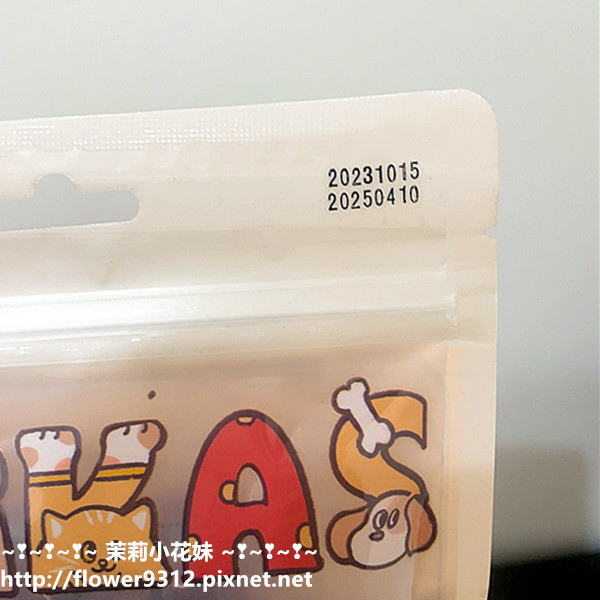 20231015
20250410
KAS
~❣~❣~❣~ 茉莉小花妹 ~❣~❣~❣~
http://flower9312.pixnet.net